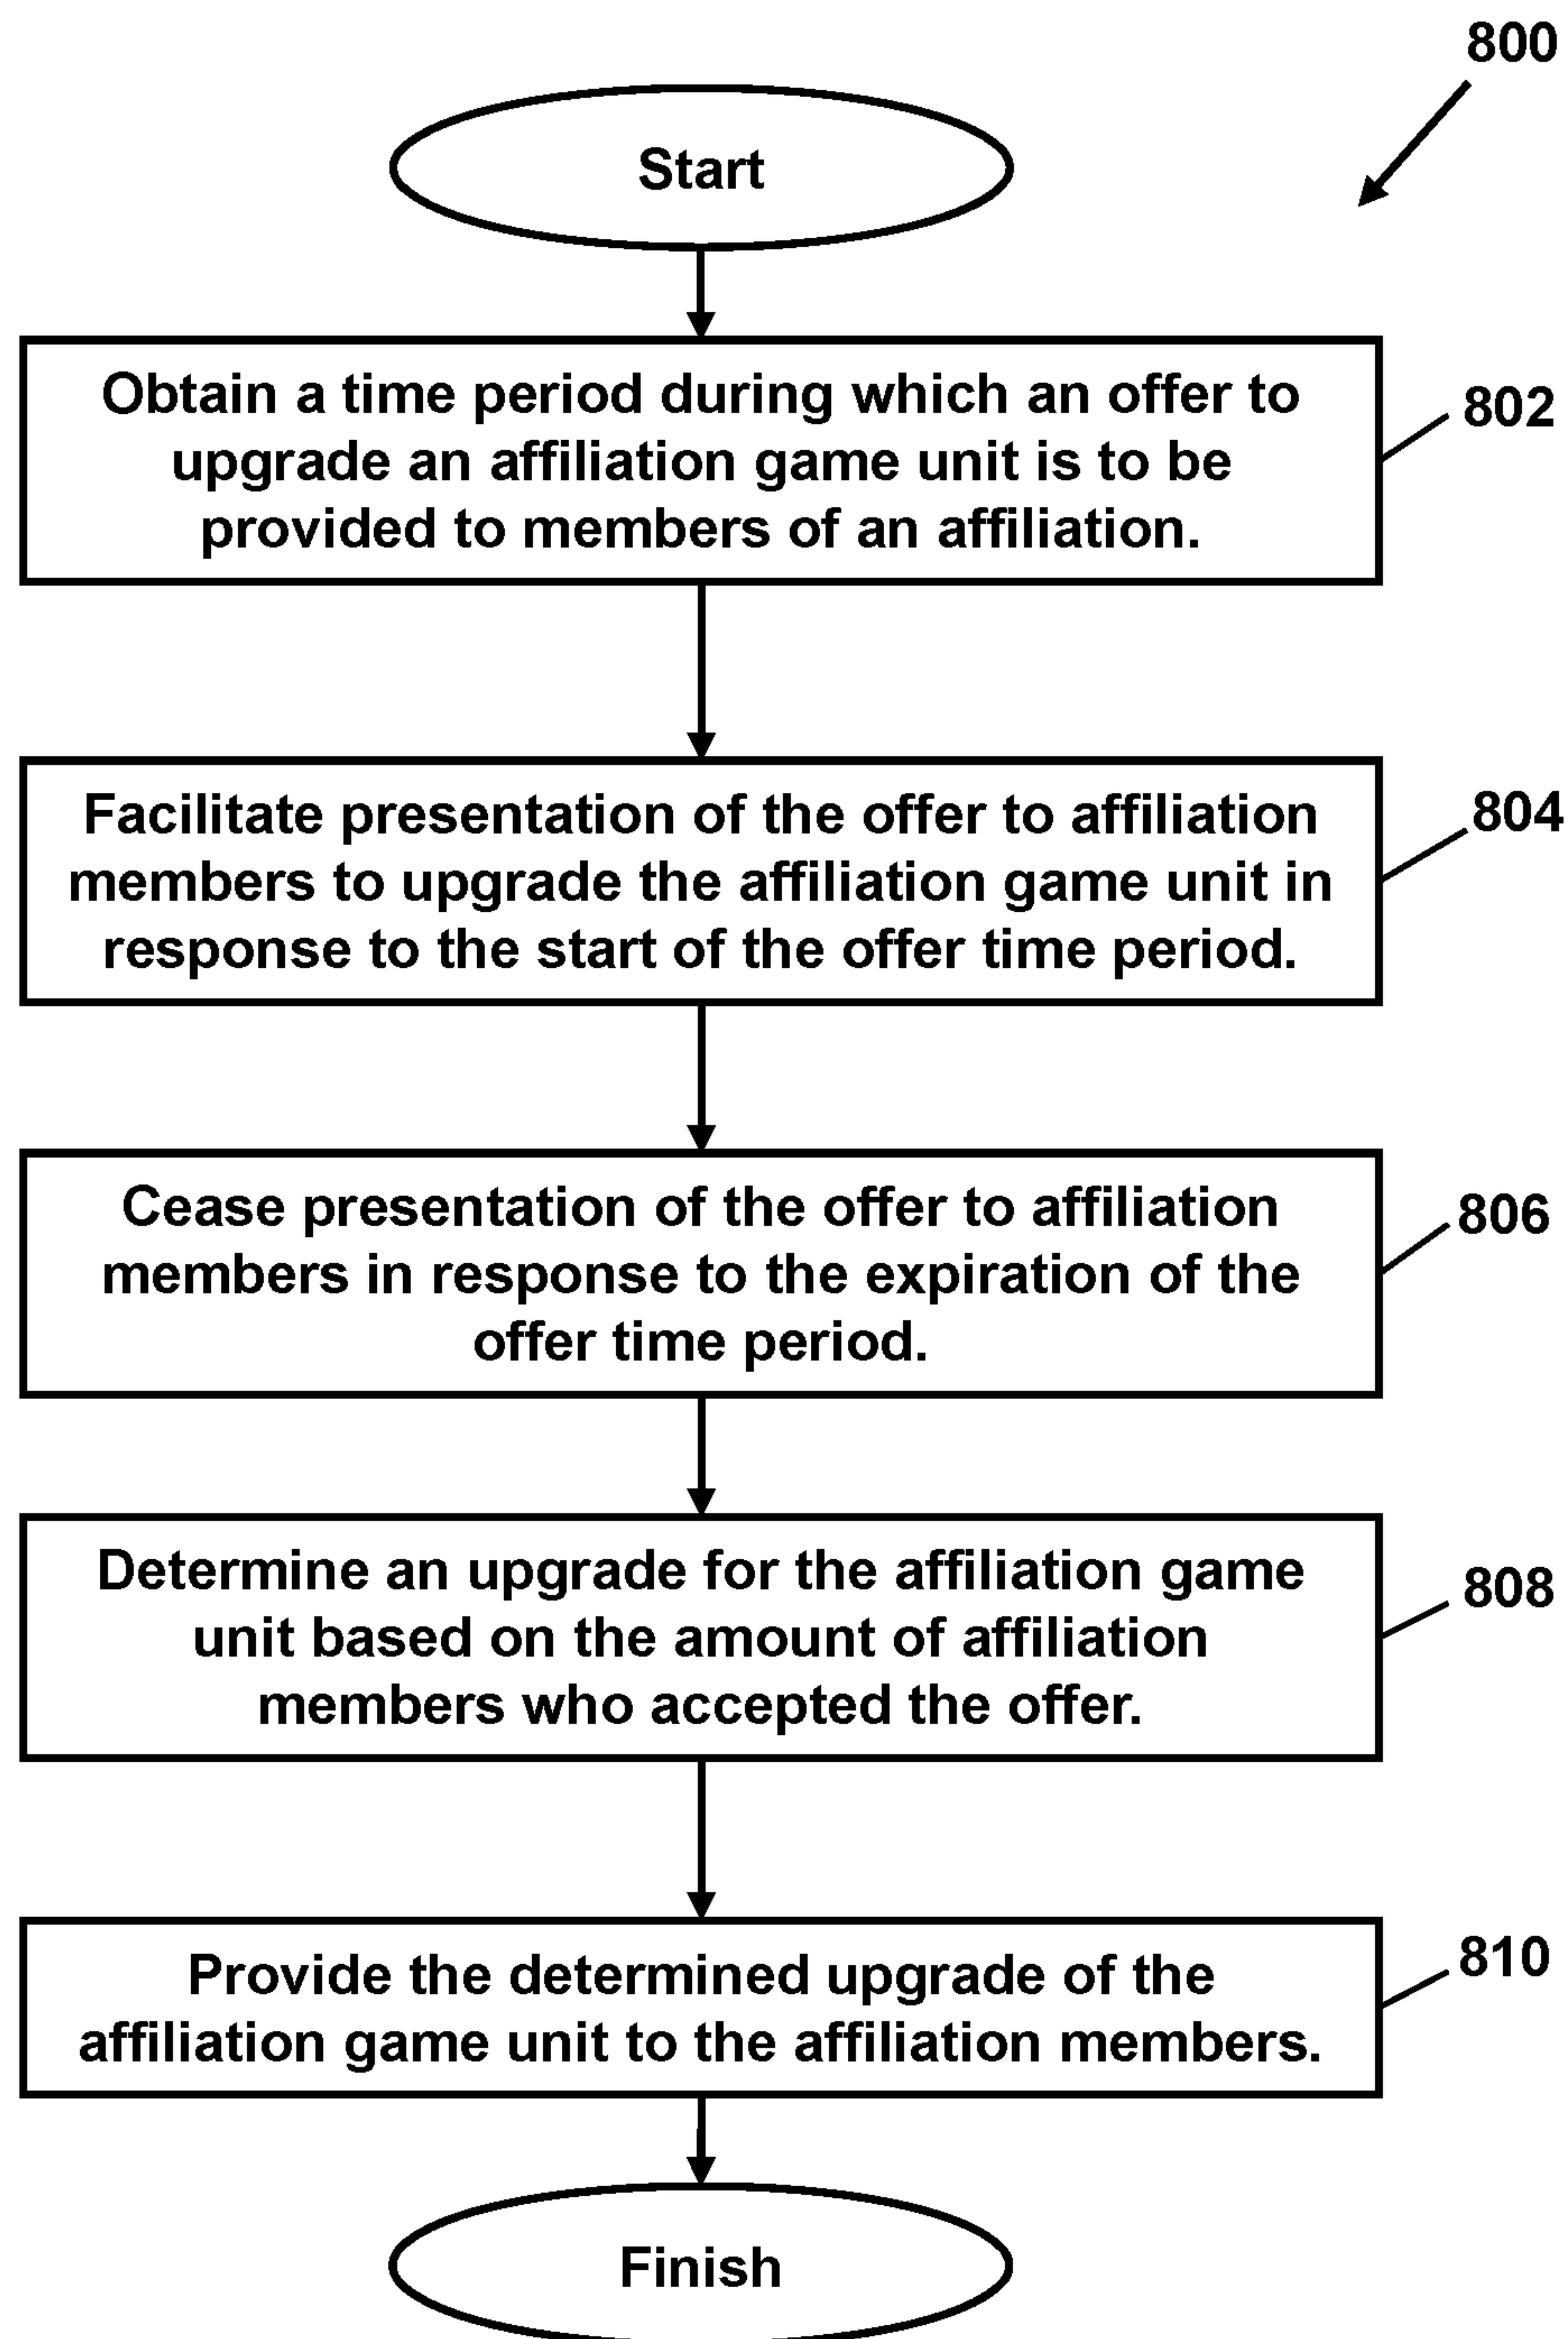 800
Start
Obtain a time period during which an offer to
upgrade an affiliation game unit is to be
provided to members of an affiliation.
802
Facilitate presentation of the offer to affiliation
members to upgrade the affiliation game unit in
response to the start of the offer time period.
804
Cease presentation of the offer to affiliation
members in response to the expiration of the
offer time period.
806
Determine an upgrade for the affiliation game
unit based on the amount of affiliation
members who accepted the offer.
808
Provide the determined upgrade of the
affiliation game unit to the affiliation members.
810
Finish